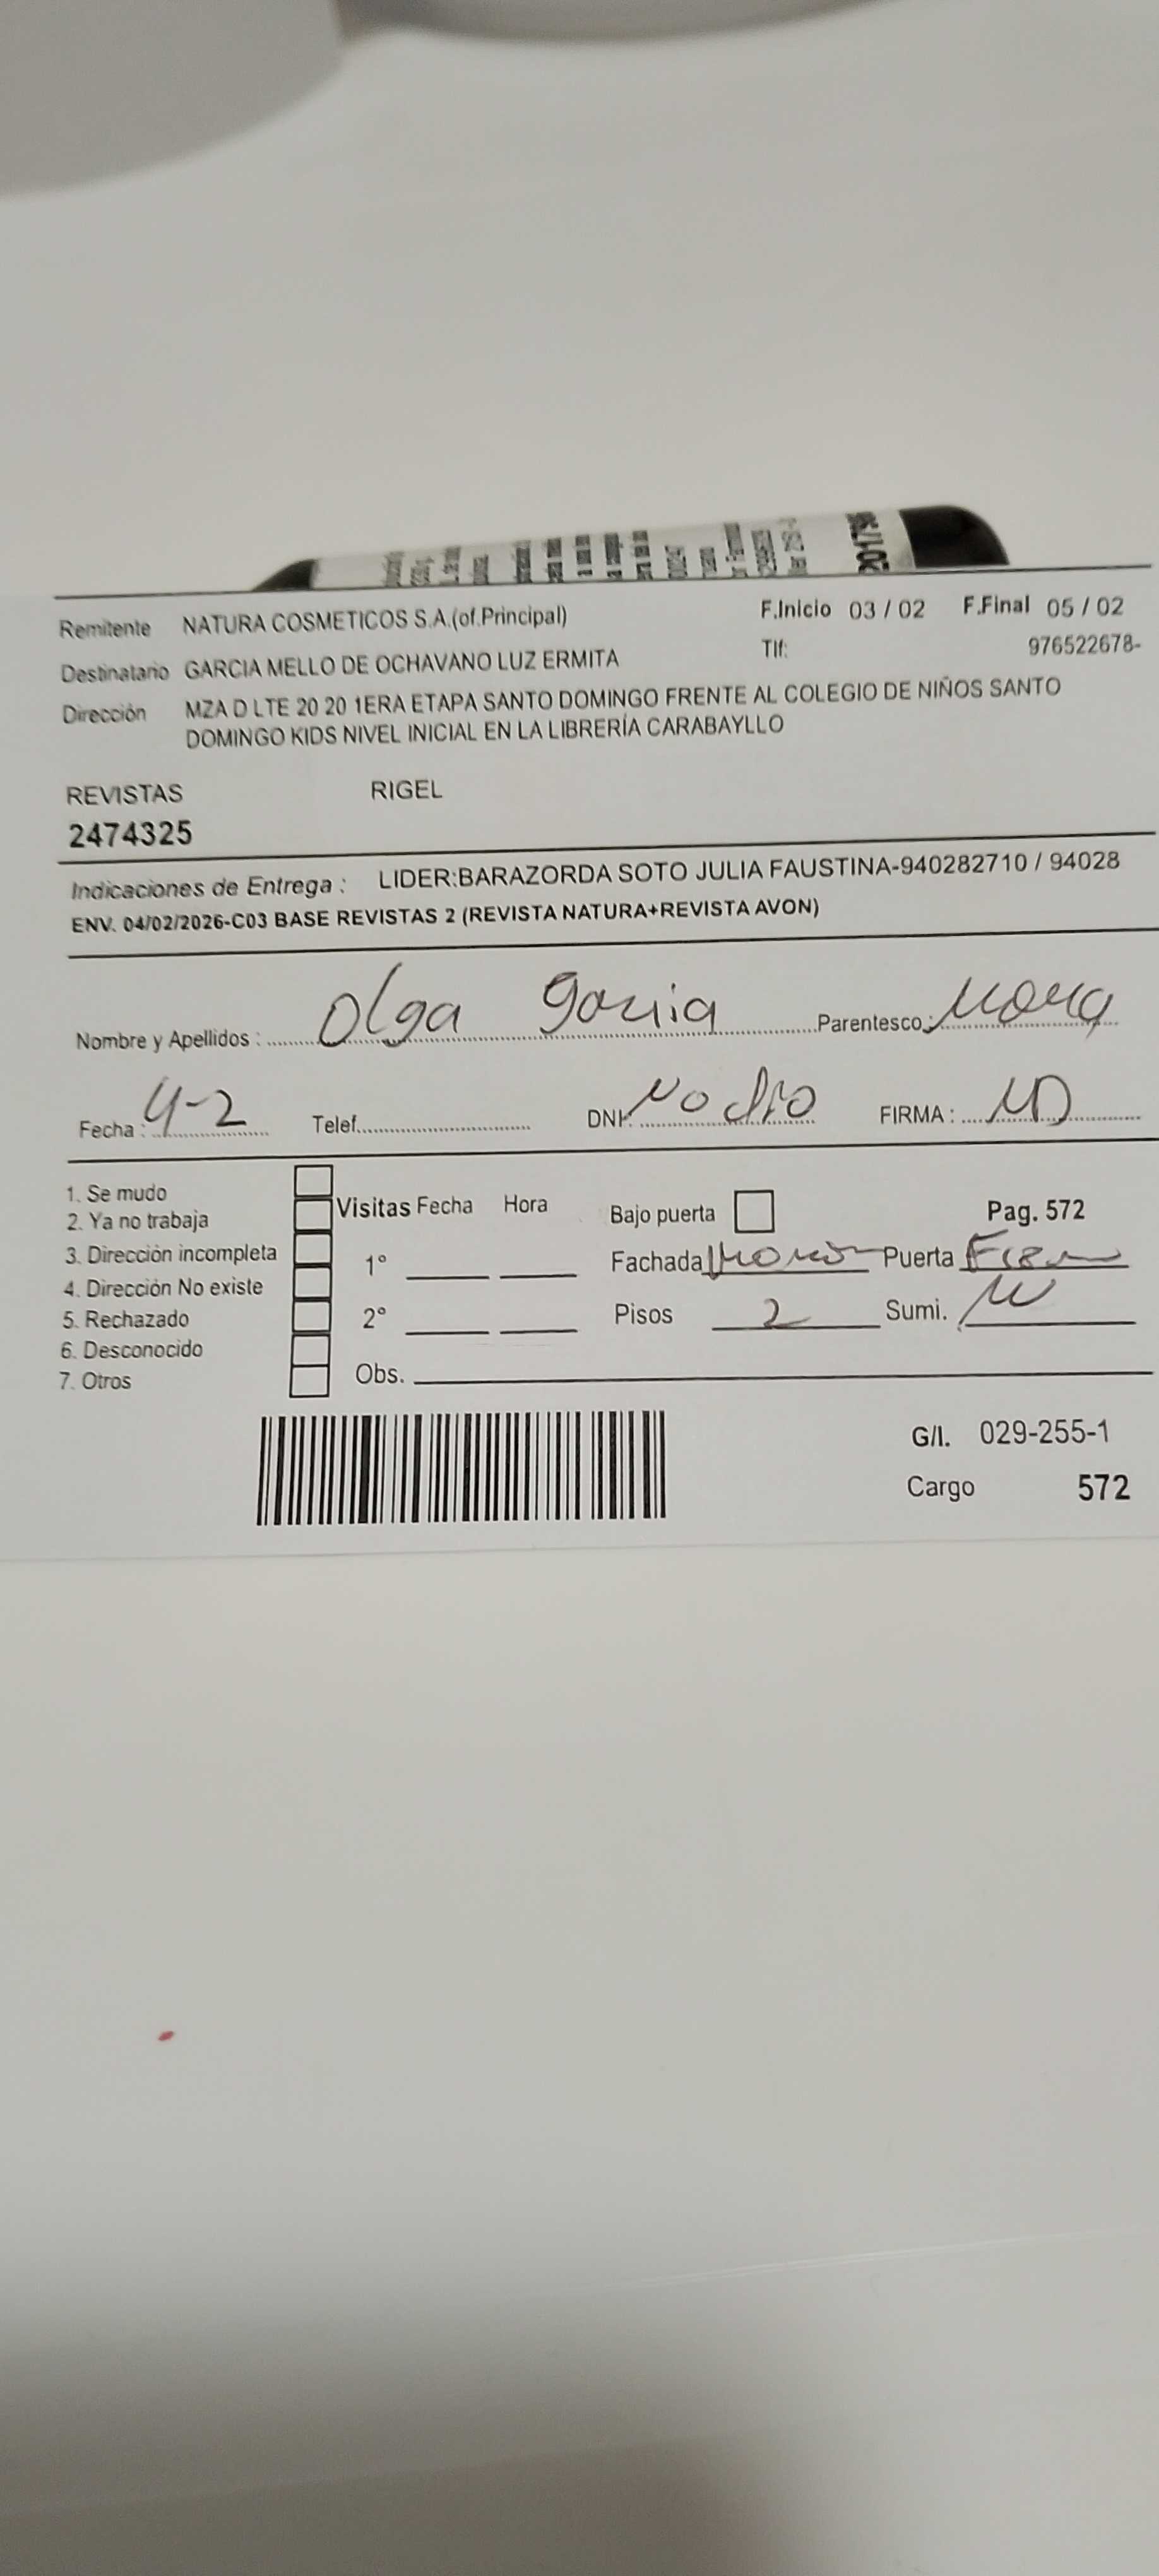 Remitente NATURA COSMETICOS S.A.(of.Principal) F.Inicio 03 / 02 F.Final 05 / 02
Destinatario GARCIA MELLO DE OCHAVANO LUZ ERMITA Tlf: 976522678-
Dirección MZA D LTE 20 20 1ERA ETAPA SANTO DOMINGO FRENTE AL COLEGIO DE NIÑOS SANTO
DOMINGO KIDS NIVEL INICIAL EN LA LIBRERÍA CARABAYLLO
REVISTAS RIGEL
2474325
Indicaciones de Entrega : LIDER:BARAZORDA SOTO JULIA FAUSTINA-940282710 / 94028
ENV. 04/02/2026-C03 BASE REVISTAS 2 (REVISTA NATURA+REVISTA AVON)
Nombre y Apellidos : Olga Garcia Parentesco :
Fecha : 4-2 Telef. DNI: No dio FIRMA :
1. Se mudo
2. Ya no trabaja
3. Dirección incompleta
4. Dirección No existe
5. Rechazado
6. Desconocido
7. Otros
Visitas Fecha Hora
1°
2°
Obs.
Bajo puerta Pag. 572
Fachada Puerta
Pisos 2 Sumi.
G/I. 029-255-1
Cargo 572